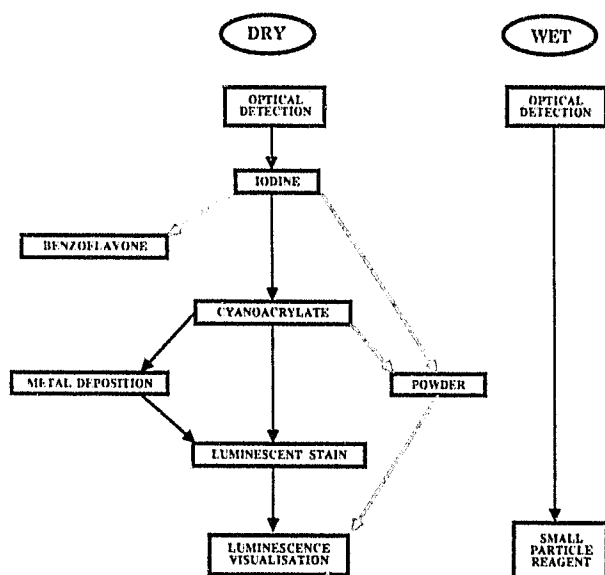 DRY
WET
OPTICAL
DETECTION
OPTICAL
DETECTION
IODINE
BENZOFLAVONE
CYANOACRYLATE
METAL DEPOSITION
POWDER
LUMINESCENT STAIN
LUMINESCENCE
VISUALISATION
SMALL
PARTICLE
REAGENT